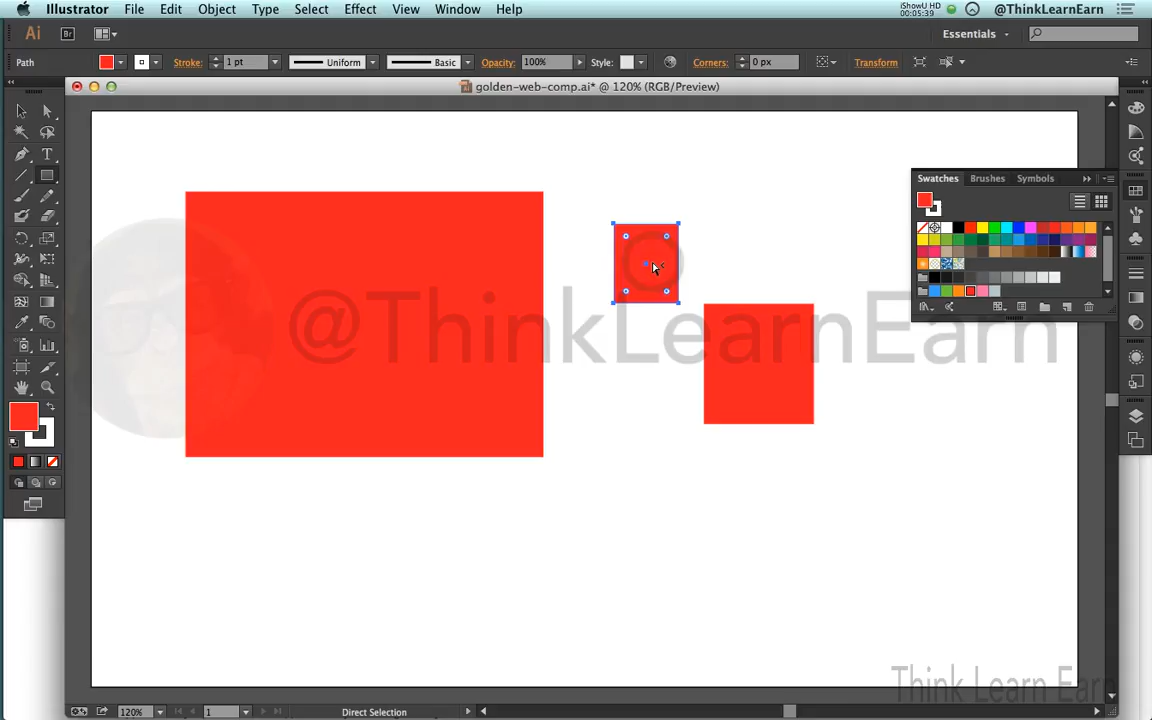 Illustrator File Edit Object Type Select Effect View Window Help
iShowU HD
00:05:39
@ThinkLearnEarn
Ai Br Essentials
Path Stroke: 1 pt Uniform Basic Opacity: 100% Style: Corners: 0 px Transform
golden-web-comp.ai* @ 120% (RGB/Preview)
Swatches Brushes Symbols
@ThinkLearnEarn
Think Learn Earn
120% 1 Direct Selection